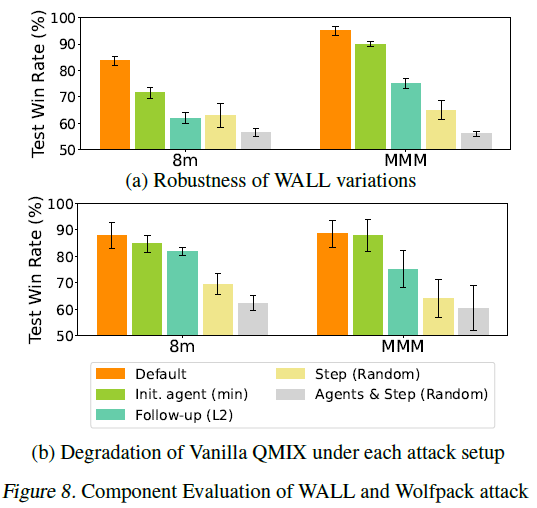 100
90
80
70
60
50
Test Win Rate (%)
8m
MMM
(a) Robustness of WALL variations
100
90
80
70
60
50
Test Win Rate (%)
8m
MMM
Default
Init. agent (min)
Follow-up (L2)
Step (Random)
Agents & Step (Random)
(b) Degradation of Vanilla QMIX under each attack setup
Figure 8. Component Evaluation of WALL and Wolfpack attack